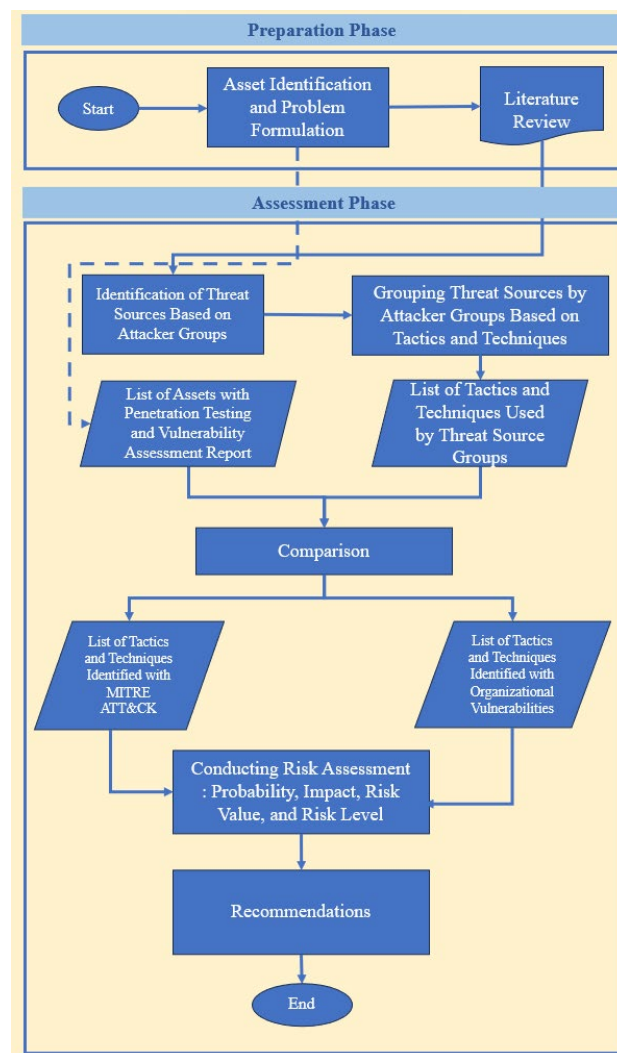 Preparation Phase
Start
Asset Identification
and Problem
Formulation
Literature
Review
Assessment Phase
Identification of Threat
Sources Based on
Attacker Groups
Grouping Threat Sources by
Attacker Groups Based on
Tactics and Techniques
List of Assets with
Penetration Testing
and Vulnerability
Assessment Report
List of Tactics and
Techniques Used
by Threat Source
Groups
Comparison
List of Tactics
and Techniques
Identified with
MITRE
ATT&CK
List of Tactics
and Techniques
Identified with
Organizational
Vulnerabilities
Conducting Risk Assessment
: Probability, Impact, Risk
Value, and Risk Level
Recommendations
End